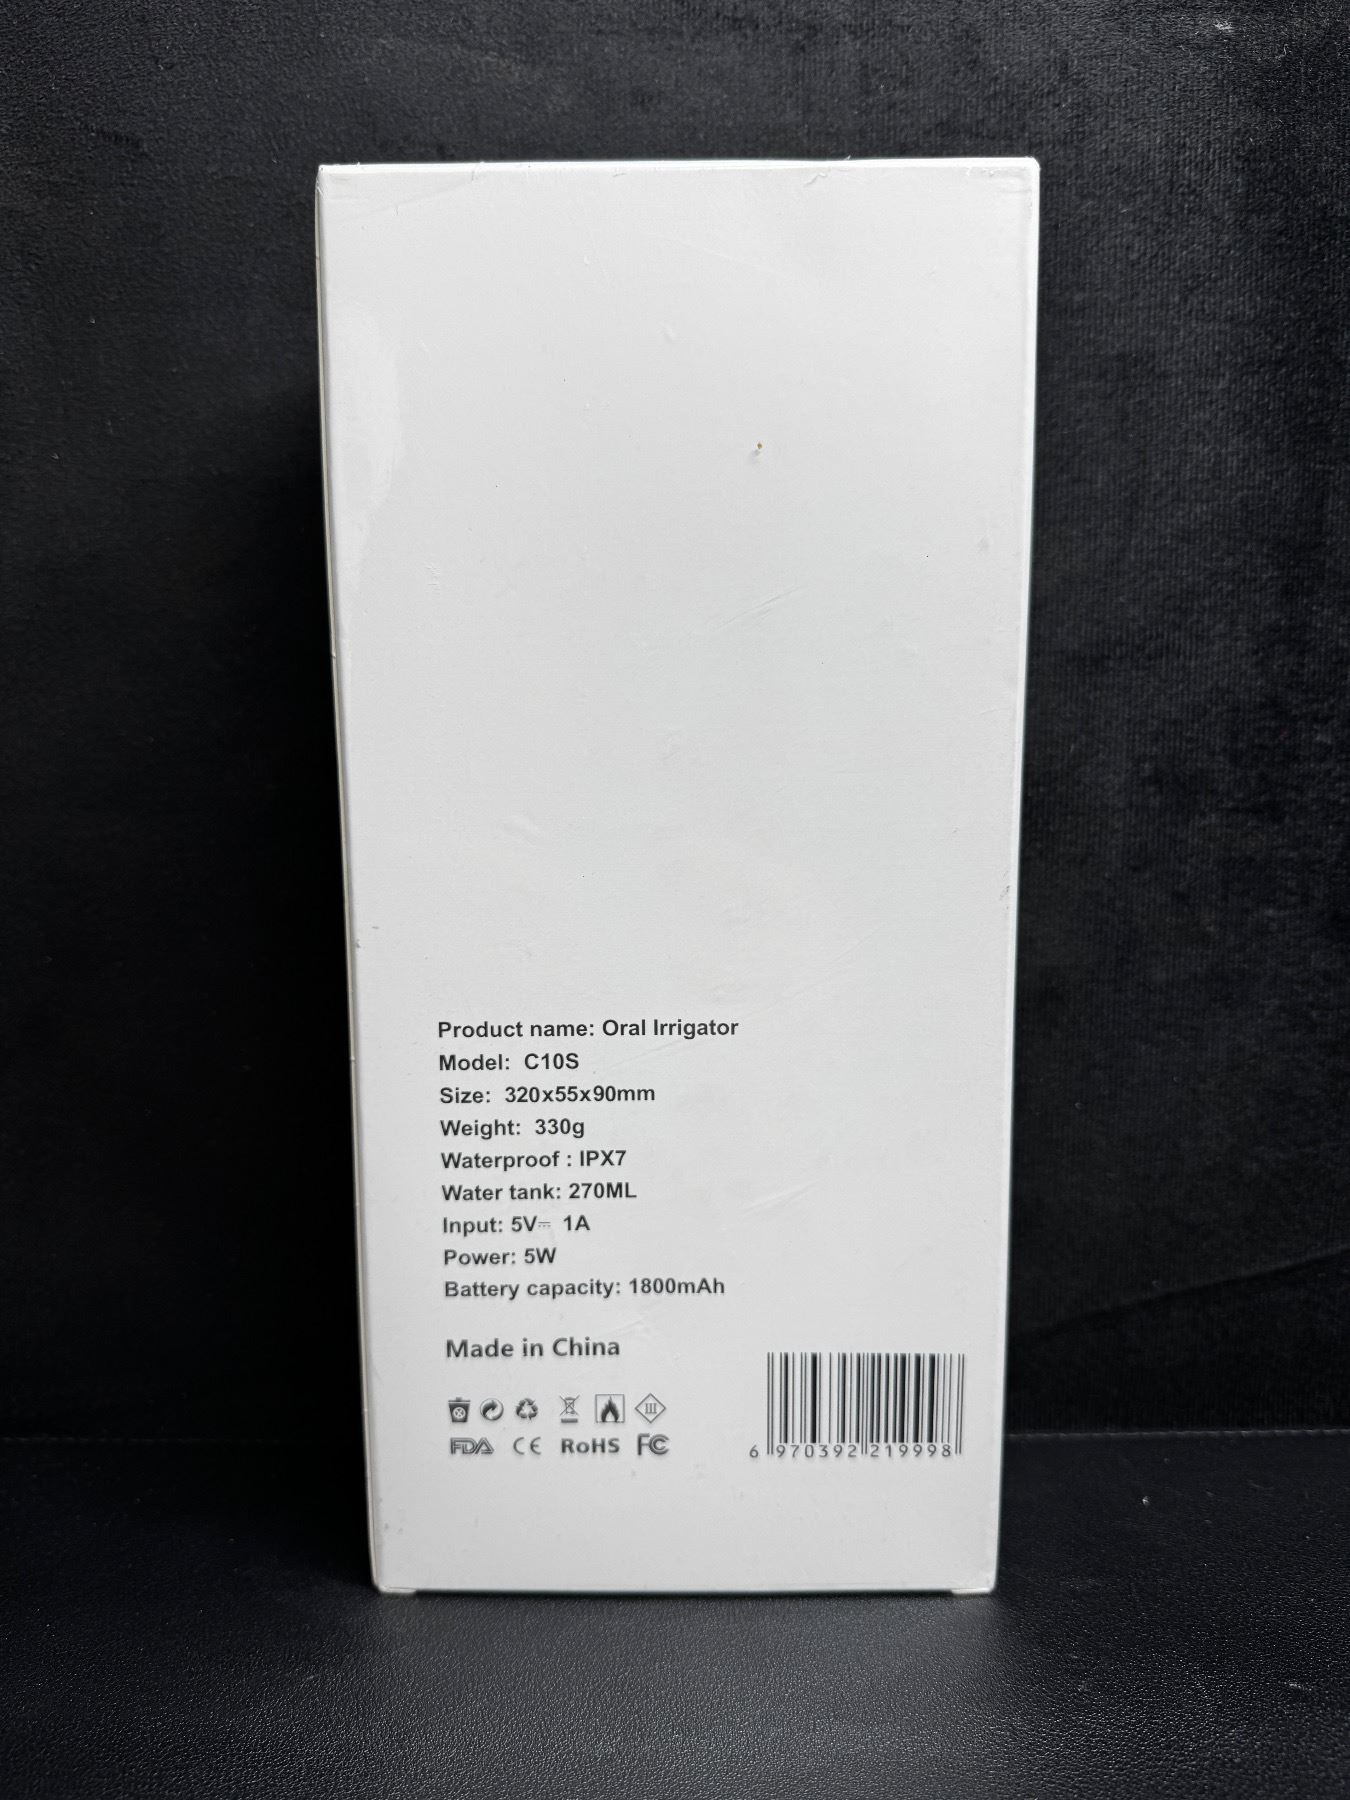 Product name: Oral Irrigator
Model: C10S
Size: 320x55x90mm
Weight: 330g
Waterproof : IPX7
Water tank: 270ML
Input: 5V⎓ 1A
Power: 5W
Battery capacity: 1800mAh
Made in China
III
FDA CE RoHS FC
6 970392 219998